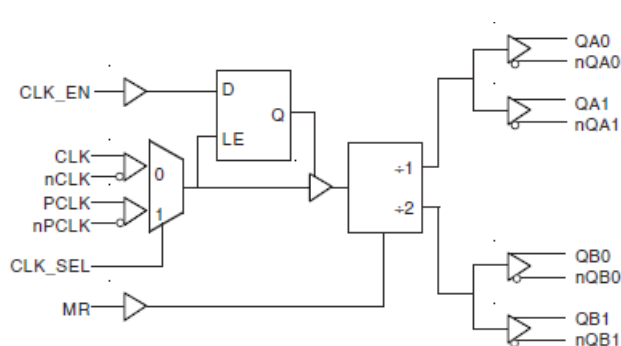 CLK_EN
D
Q
LE
CLK
nCLK
PCLK
nPCLK
0
1
CLK_SEL
MR
÷1
÷2
QA0
nQA0
QA1
nQA1
QB0
nQB0
QB1
nQB1